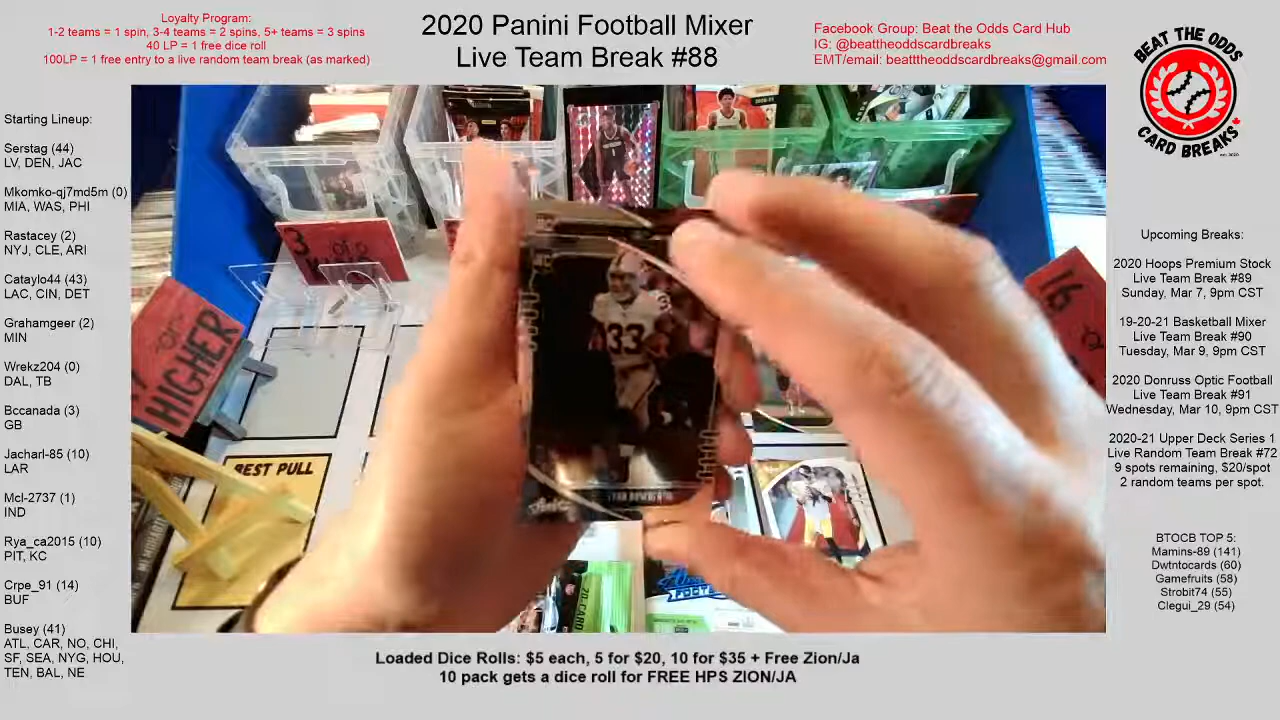 Loyalty Program:
1-2 teams = 1 spin, 3-4 teams = 2 spins, 5+ teams = 3 spins
40 LP = 1 free dice roll
100LP = 1 free entry to a live random team break (as marked)
2020 Panini Football Mixer
Live Team Break #88
Facebook Group: Beat the Odds Card Hub
IG: @beattheoddscardbreaks
EMT/email: beatttheoddscardbreaks@gmail.com
BEAT THE ODDS
CARD BREAKS
Starting Lineup:
Serstag (44)
LV, DEN, JAC
Mkomko-qj7md5m (0)
MIA, WAS, PHI
Rastacey (2)
NYJ, CLE, ARI
Cataylo44 (43)
LAC, CIN, DET
Grahamgeer (2)
MIN
Wrekz204 (0)
DAL, TB
Bccanada (3)
GB
Jacharl-85 (10)
LAR
Mcl-2737 (1)
IND
Rya_ca2015 (10)
PIT, KC
Crpe_91 (14)
BUF
Busey (41)
ATL, CAR, NO, CHI,
SF, SEA, NYG, HOU,
TEN, BAL, NE
3
of a
or
HIGHER
16
BEST PULL
33
RC
20-CARD
Upcoming Breaks:
2020 Hoops Premium Stock
Live Team Break #89
Sunday, Mar 7, 9pm CST
19-20-21 Basketball Mixer
Live Team Break #90
Tuesday, Mar 9, 9pm CST
2020 Donruss Optic Football
Live Team Break #91
Wednesday, Mar 10, 9pm CST
2020-21 Upper Deck Series 1
Live Random Team Break #72
9 spots remaining, $20/spot
2 random teams per spot.
BTOCB TOP 5:
Mamins-89 (141)
Dwtntocards (60)
Gamefruits (58)
Strobit74 (55)
Clegui_29 (54)
Loaded Dice Rolls: $5 each, 5 for $20, 10 for $35 + Free Zion/Ja
10 pack gets a dice roll for FREE HPS ZION/JA